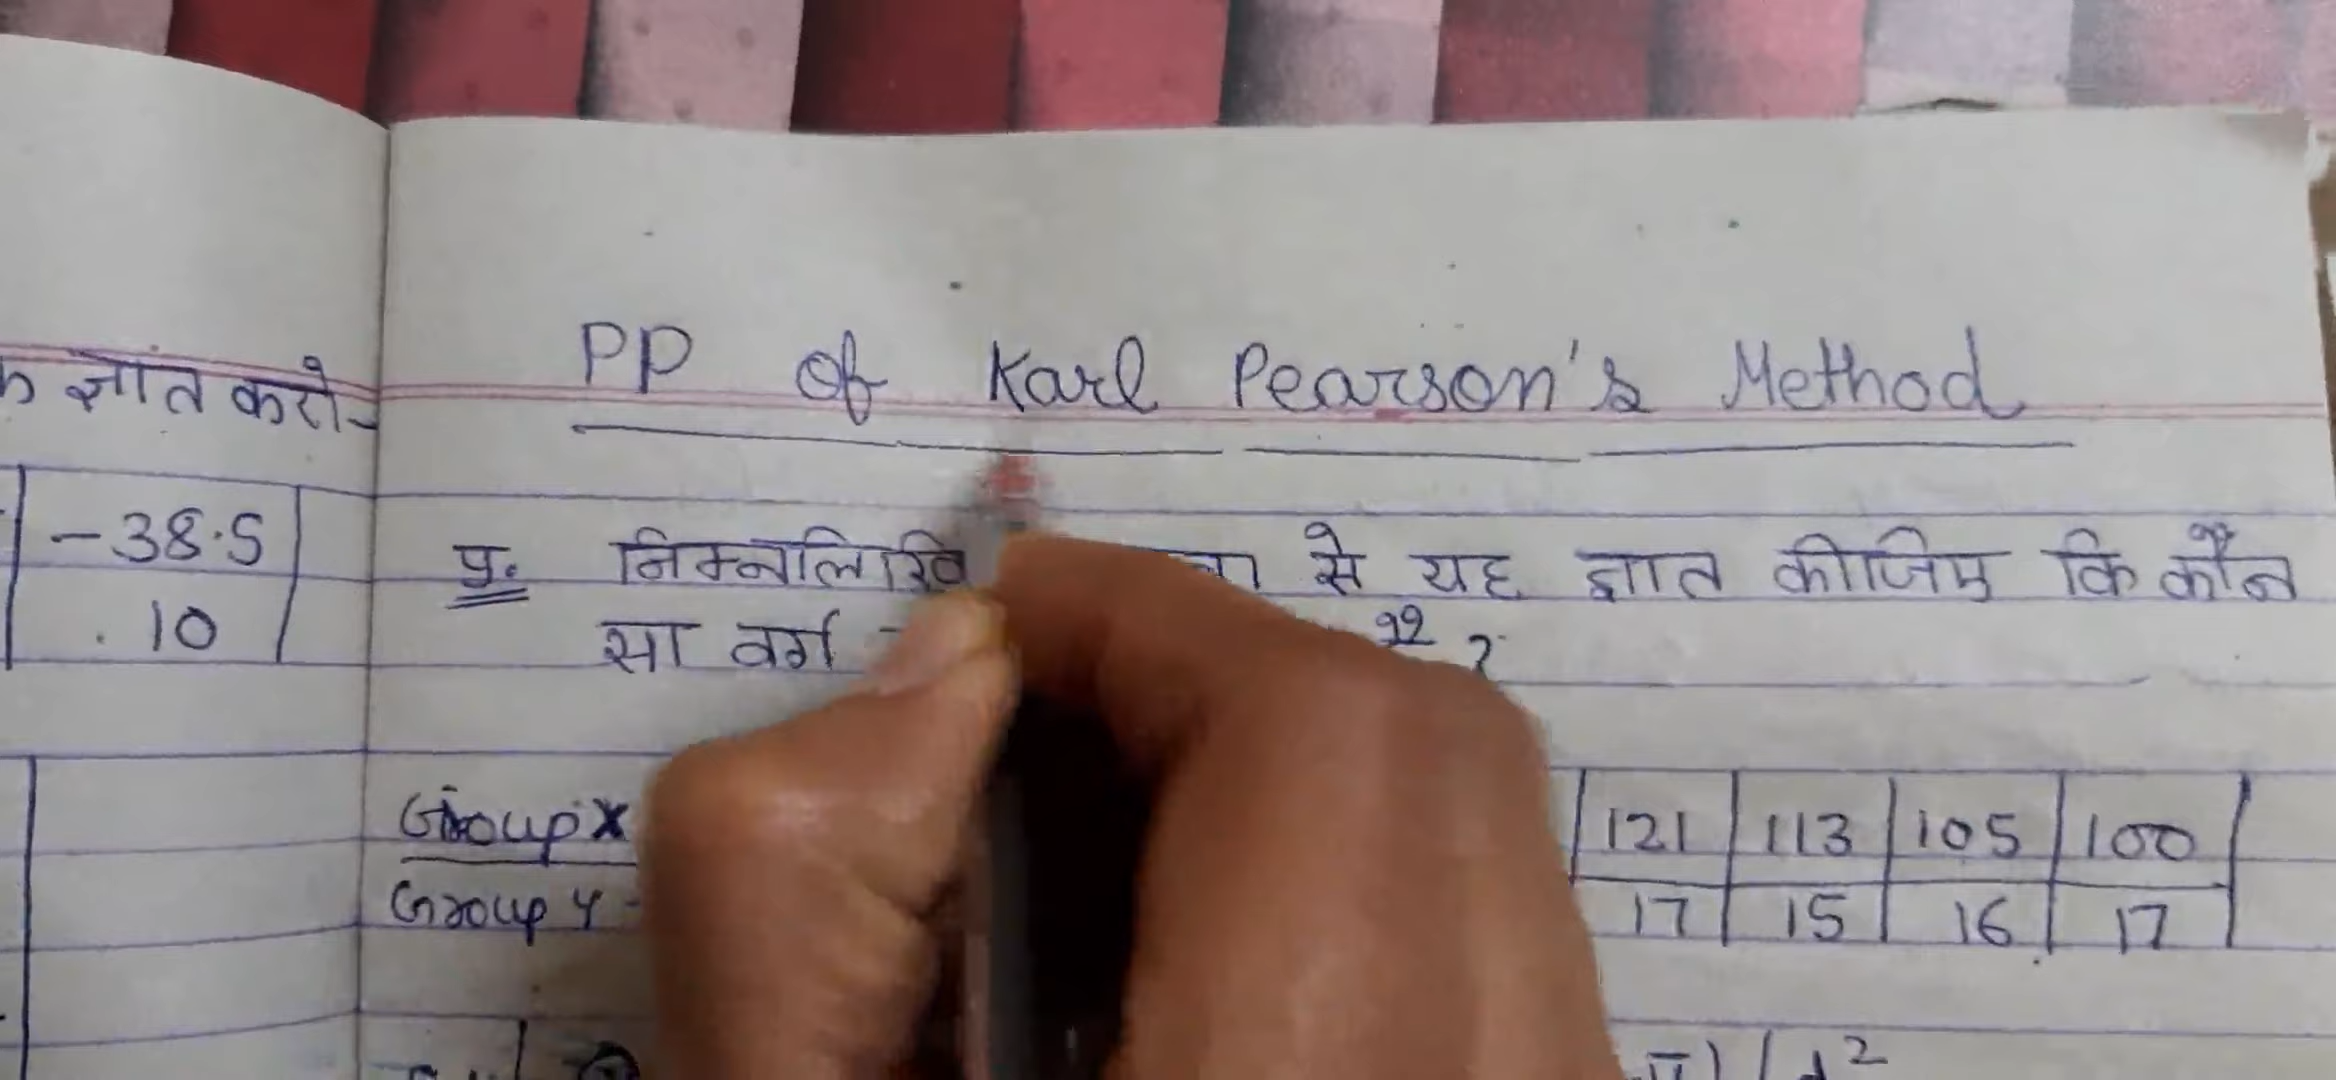 ज्ञात करो-
-38.5
10
PP of Karl Pearson's Method
प्र. से यह ज्ञात कीजिए कि कौन
सा वर्ग ?
Group X 121 113 105 100
Group Y - 17 15 16 17
d²